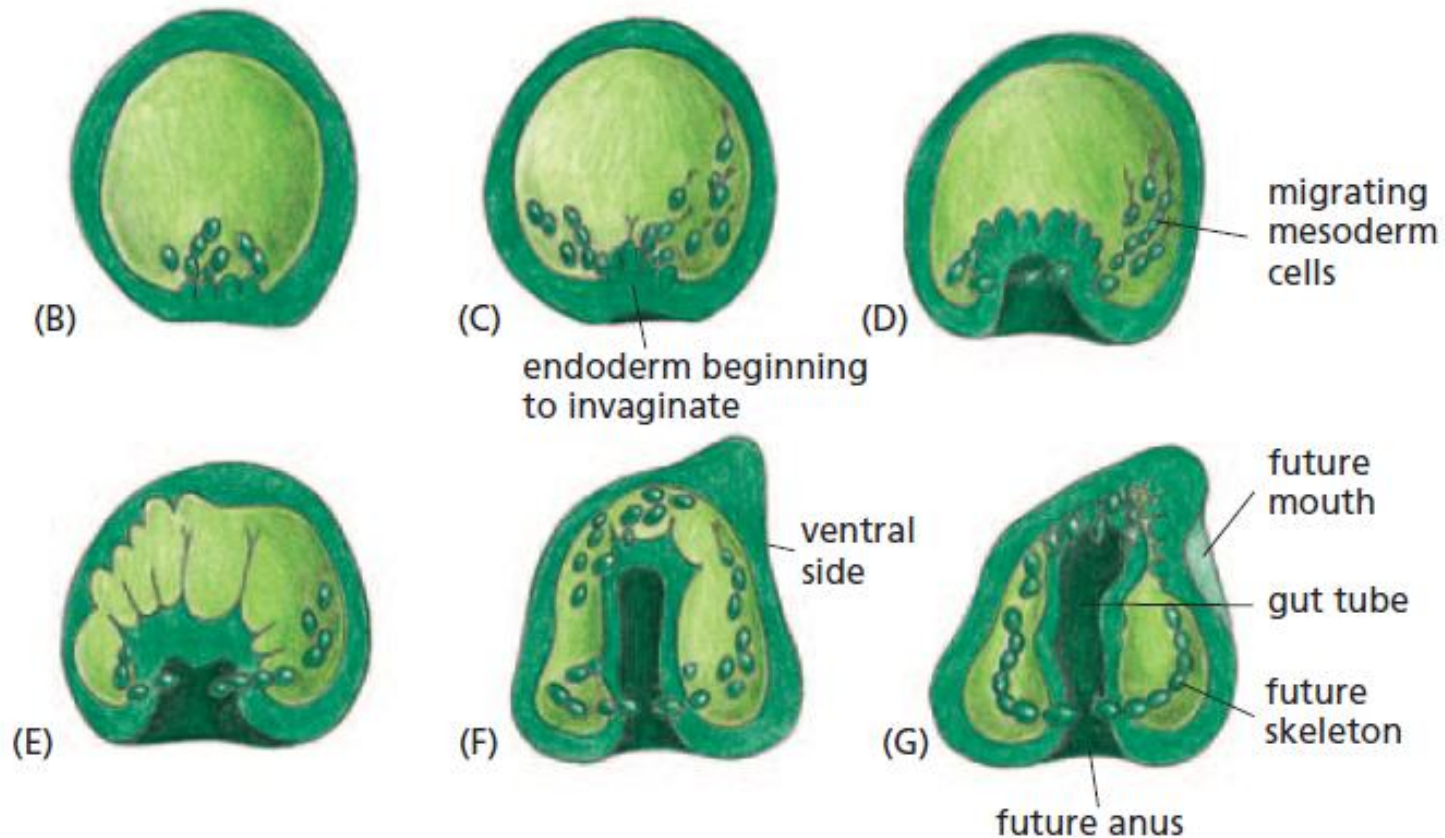 (B)
(C)
(D)
migrating
mesoderm
cells
endoderm beginning
to invaginate
(E)
(F)
ventral
side
(G)
future
mouth
gut tube
future
skeleton
future anus